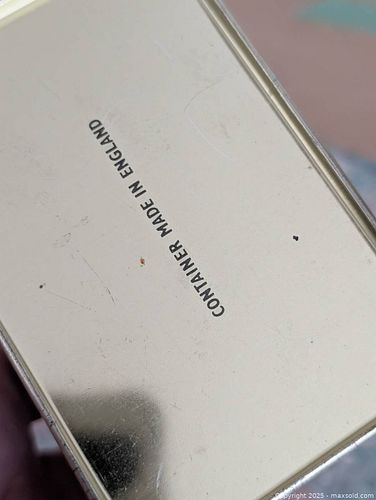 CONTAINER MADE IN ENGLAND
Copyright 2025 - maxsold.com